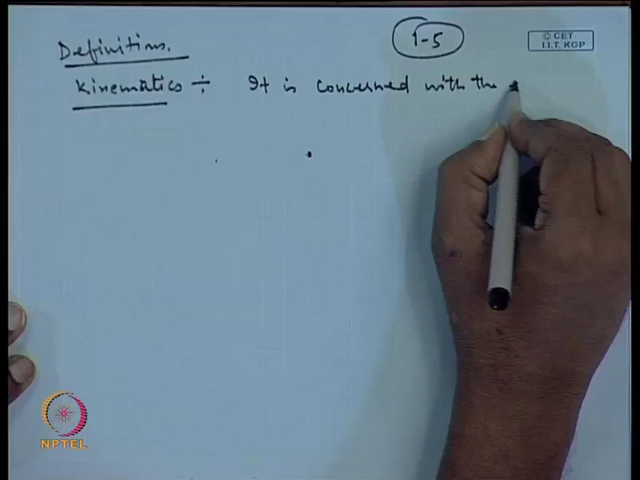 1-5
© CET
I.I.T. KGP
Definitions.
Kinematics ÷ It is concerned with the
NPTEL